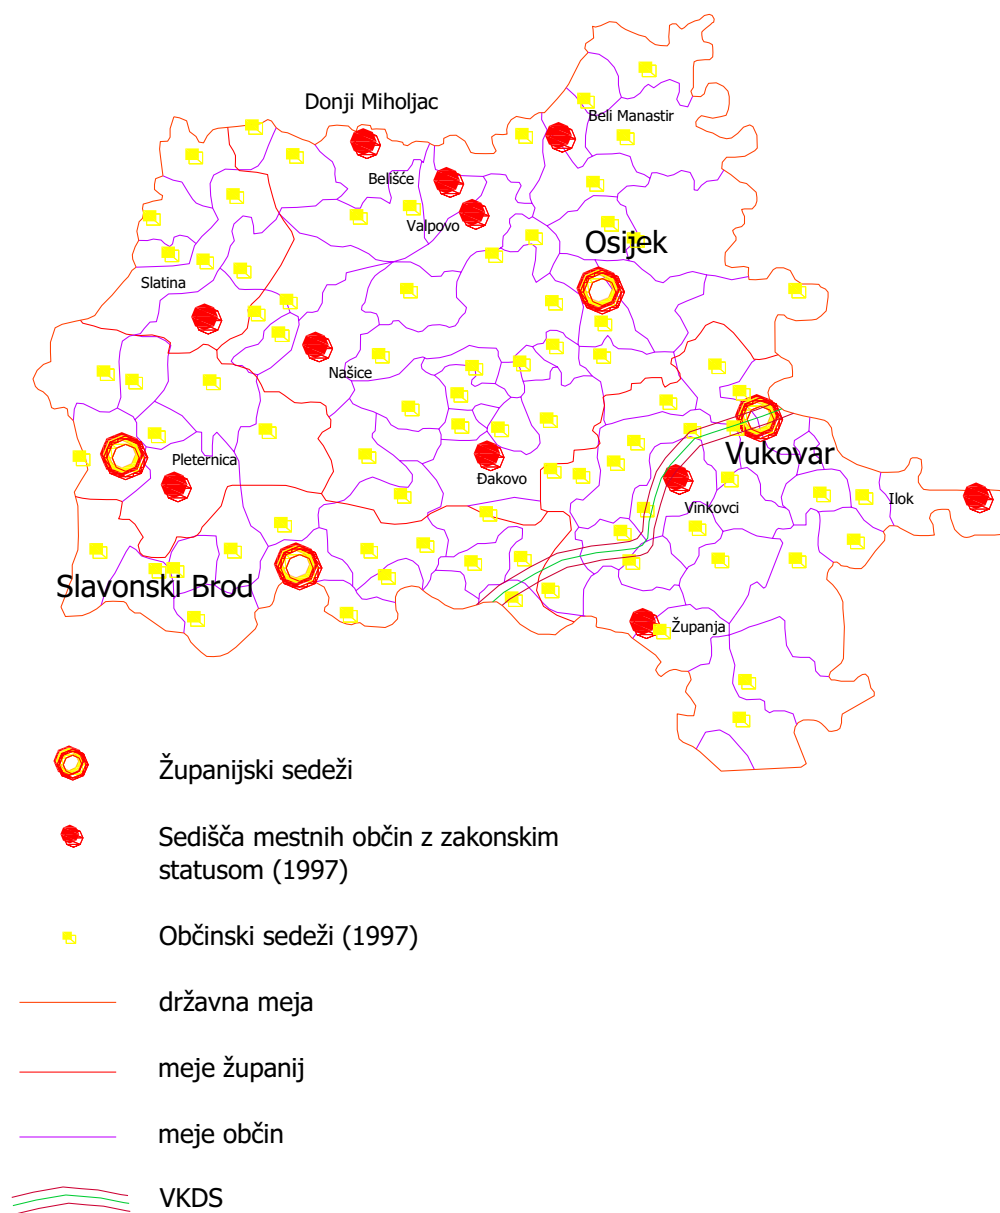 Donji Miholjac
Beli Manastir
Belišće
Valpovo
Osijek
Slatina
Našice
Vukovar
Pleternica
Đakovo
Vinkovci
Ilok
Slavonski Brod
Županja
Županijski sedeži
Sedišča mestnih občin z zakonskim
statusom (1997)
Občinski sedeži (1997)
državna meja
meje županij
meje občin
VKDS